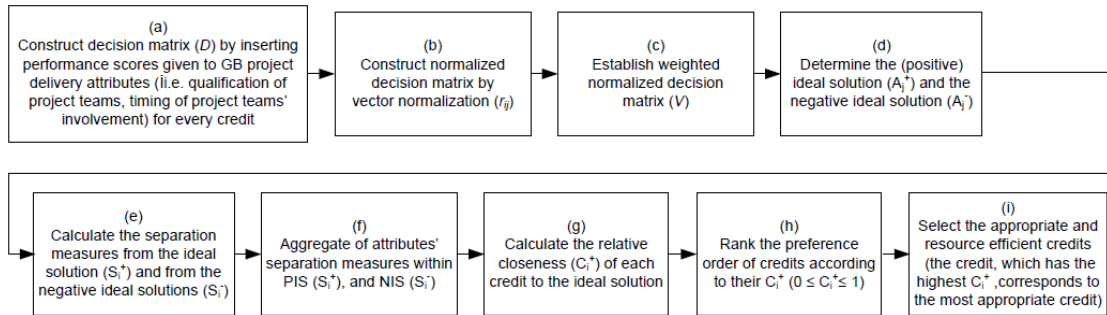 (a)
Construct decision matrix (D) by inserting
performance scores given to GB project
delivery attributes (Ii.e. qualification of
project teams, timing of project teams'
involvement) for every credit
(b)
Construct normalized
decision matrix by
vector normalization (rij)
(c)
Establish weighted
normalized decision
matrix (V)
(d)
Determine the (positive)
ideal solution (Aj+) and the
negative ideal solution (Aj-)
(e)
Calculate the separation
measures from the ideal
solution (Si+) and from the
negative ideal solutions (Si-)
(f)
Aggregate of attributes'
separation measures within
PIS (Si+), and NIS (Si-)
(g)
Calculate the relative
closeness (Ci+) of each
credit to the ideal solution
(h)
Rank the preference
order of credits according
to their Ci+ (0 ≤ Ci+≤ 1)
(i)
Select the appropriate and
resource efficient credits
(the credit, which has the
highest Ci+ ,corresponds to
the most appropriate credit)